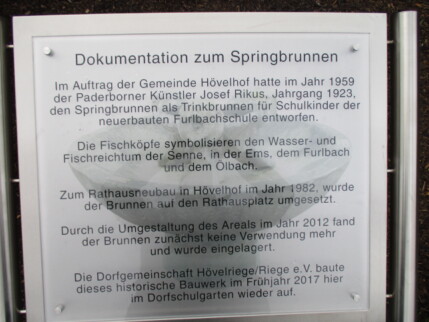 Dokumentation zum Springbrunnen
Im Auftrag der Gemeinde Hövelhof hatte im Jahr 1959
der Paderborner Künstler Josef Rikus, Jahrgang 1923,
den Springbrunnen als Trinkbrunnen für Schulkinder der
neuerbauten Furlbachschule entworfen.
Die Fischköpfe symbolisieren den Wasser- und
Fischreichtum der Senne, in der Ems, dem Furlbach
und dem Ölbach.
Zum Rathausneubau in Hövelhof im Jahr 1982, wurde
der Brunnen auf den Rathausplatz umgesetzt.
Durch die Umgestaltung des Areals im Jahr 2012 fand
der Brunnen zunächst keine Verwendung mehr
und wurde eingelagert.
Die Dorfgemeinschaft Hövelriege/Riege e.V. baute
dieses historische Bauwerk im Frühjahr 2017 hier
im Dorfschulgarten wieder auf.